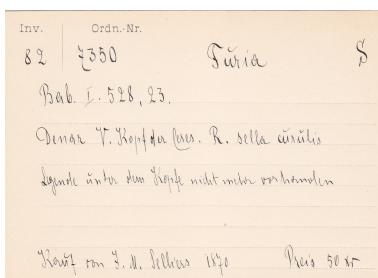 Inv. Ordn.-Nr.
82 7350 Furia S
Bab. I. 528, 23.
Denar V. Kopf der Ceres. R. sella curulis
Legende unter dem Kopfe nicht mehr vorhanden
Kauf von J. M. Selliers 1870 Preis 50 xr